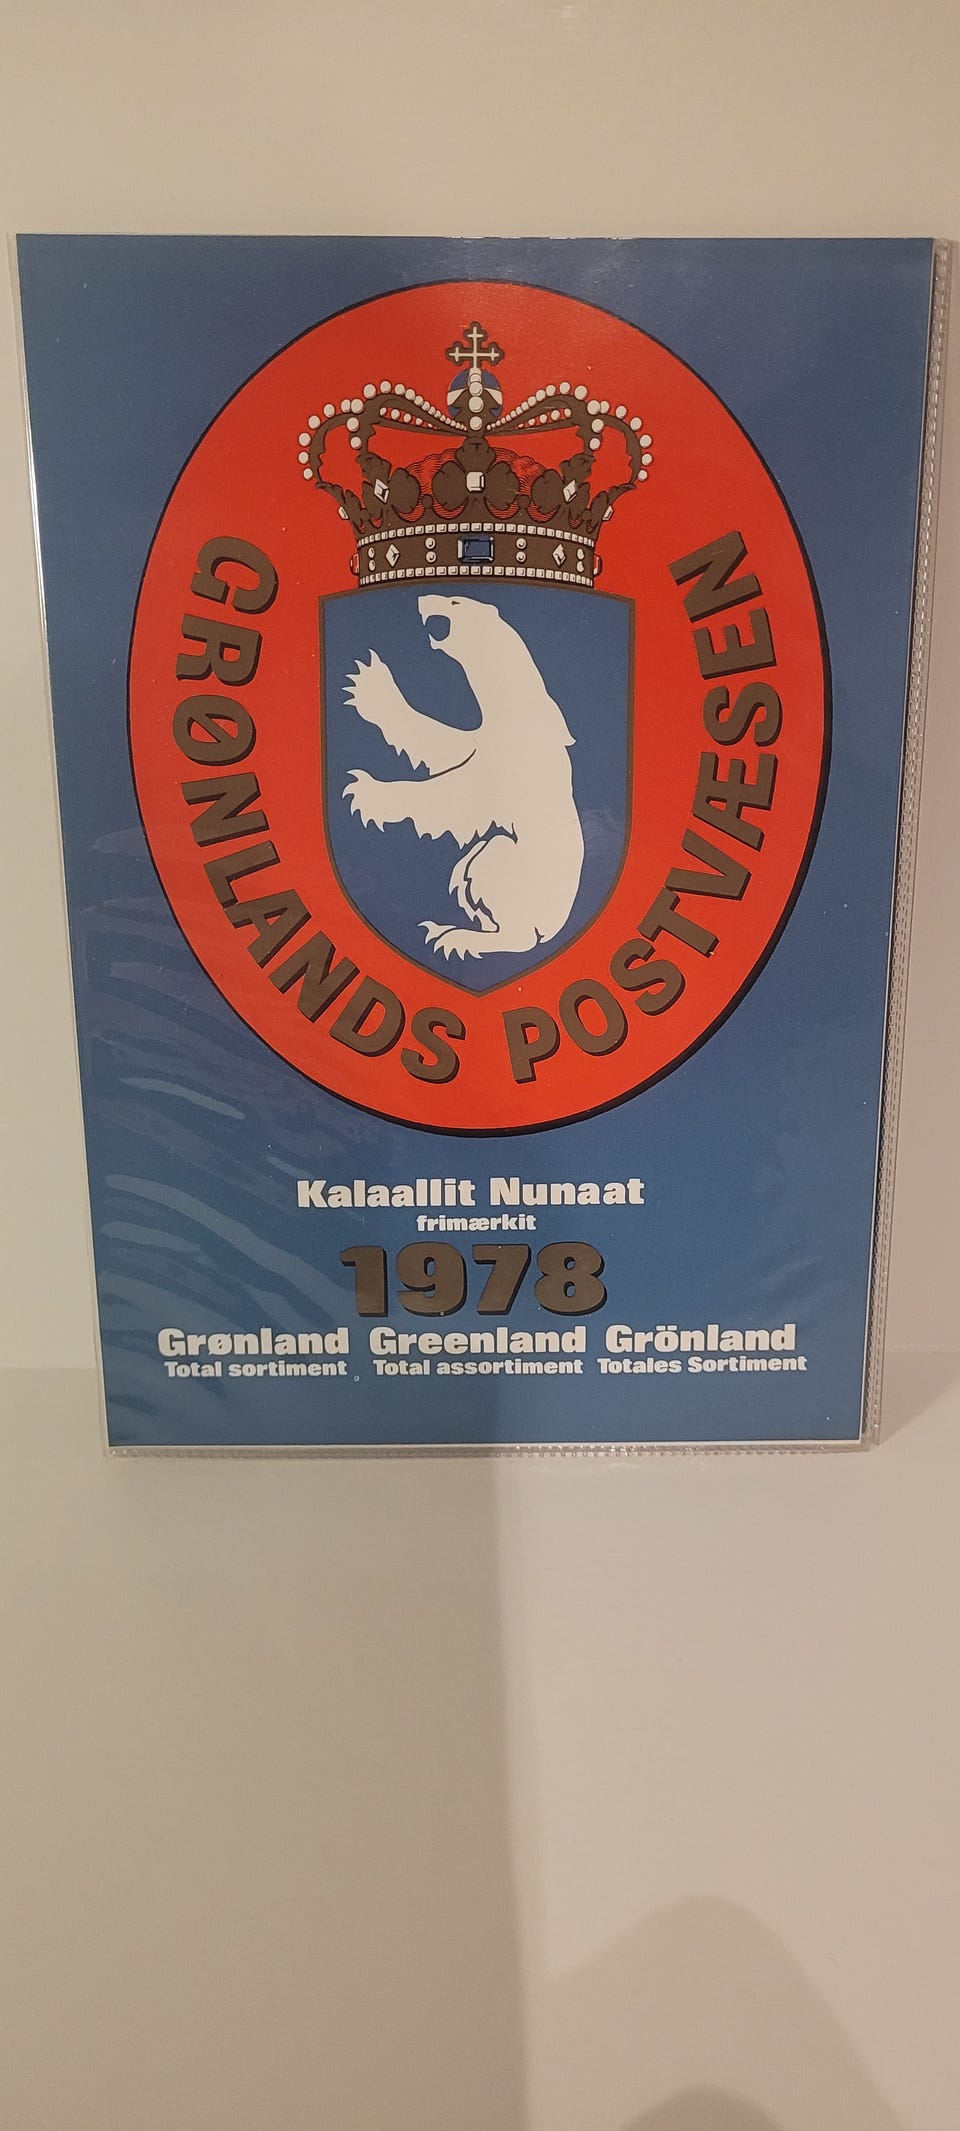 GRØNLANDS POSTVÆSEN
Kalaallit Nunaat
frimærkit
1978
Grønland Greenland Grönland
Total sortiment Total assortiment Totales Sortiment